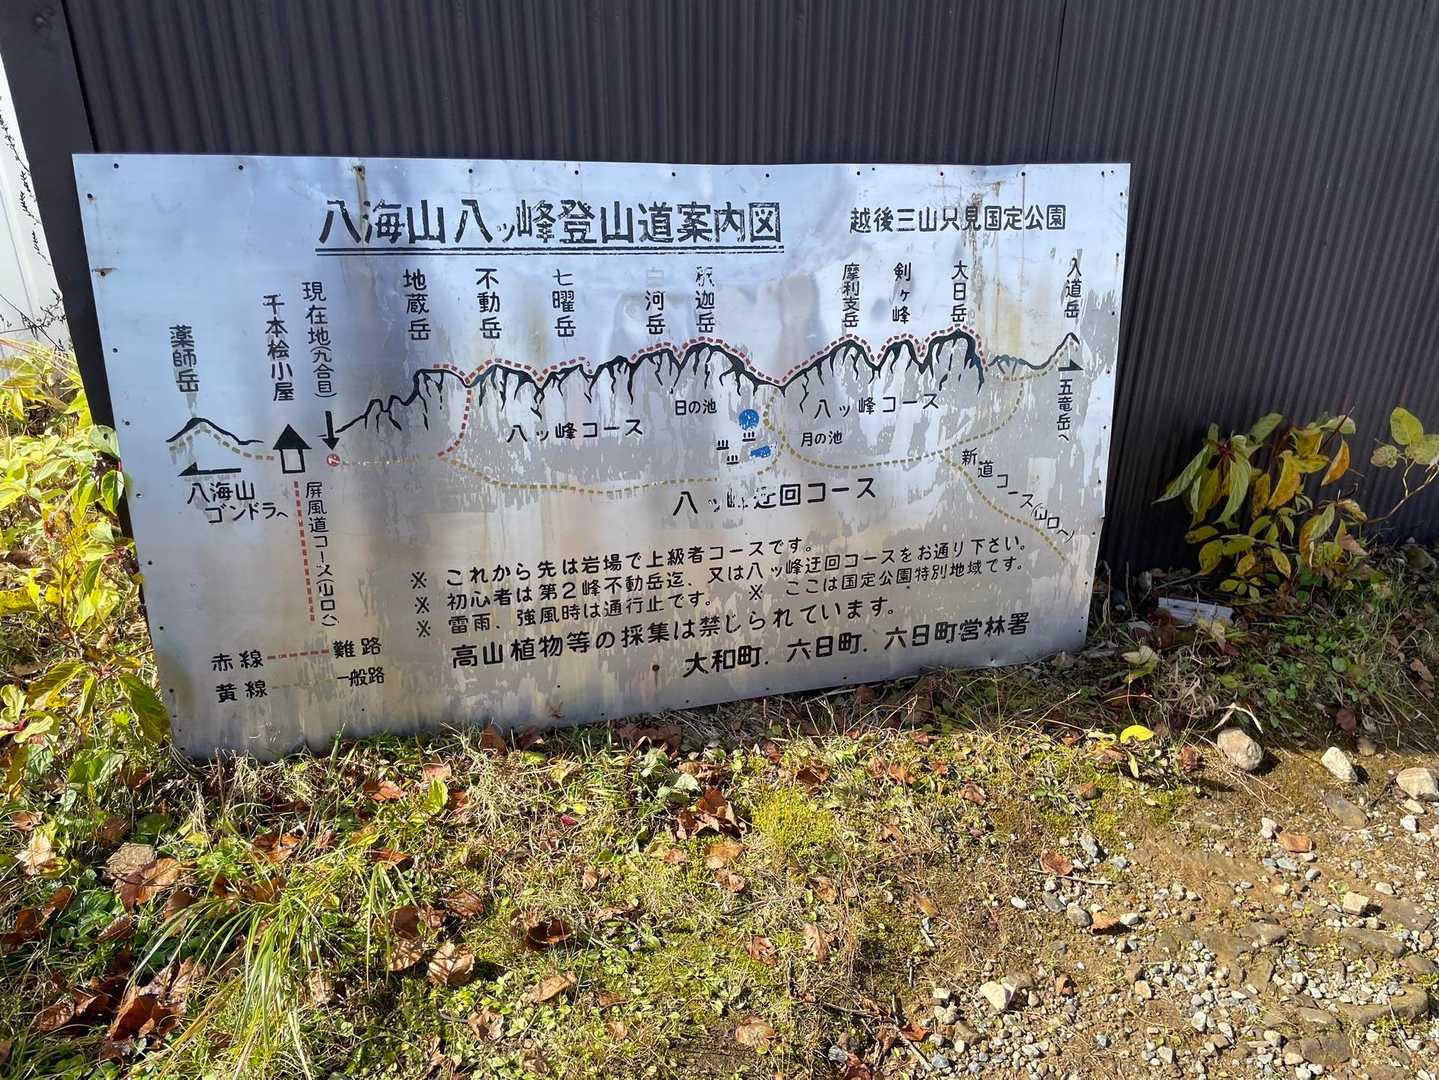 八海山八ッ峰登山道案内図
越後三山只見国定公園
薬師岳
千本桧小屋
現在地(九合目)
地蔵岳
不動岳
七曜岳
白河岳
釈迦岳
摩利支岳
剣ヶ峰
大日岳
入道岳
五竜岳へ
日の池
月の池
八ッ峰コース
八ッ峰コース
八ッ峰迂回コース
新道コース(山口へ)
八海山
ゴンドラへ
屏風道コース(山口へ)
※ これから先は岩場で上級者コースです。
※ 初心者は第2峰不動岳迄、又は八ッ峰迂回コースをお通り下さい。
※ 雷雨、強風時は通行止です。 ※ ここは国定公園特別地域です。
高山植物等の採集は禁じられています。
大和町、六日町、六日町営林署
赤線 難路
黄線 一般路